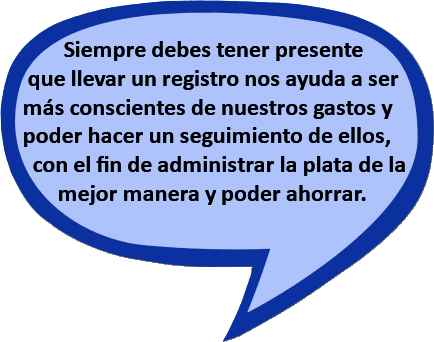 Siempre debes tener presente
que llevar un registro nos ayuda a ser
más conscientes de nuestros gastos y
poder hacer un seguimiento de ellos,
con el fin de administrar la plata de la
mejor manera y poder ahorrar.